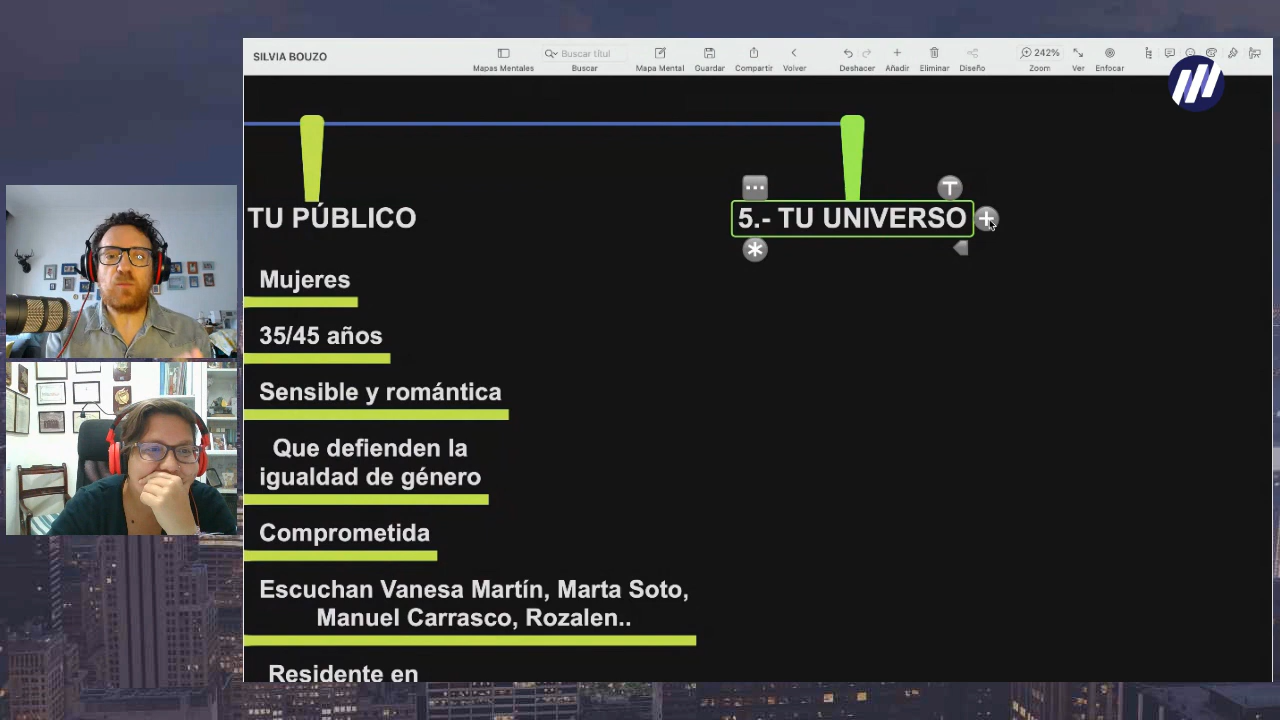 SILVIA BOUZO
Mapas Mentales
Buscar títul
Buscar
Mapa Mental
Guardar
Compartir
Volver
Deshacer
Añadir
Eliminar
Diseño
242%
Zoom
Ver
Enfocar
TU PÚBLICO
5.- TU UNIVERSO
T
Mujeres
35/45 años
Sensible y romántica
Que defienden la
igualdad de género
Comprometida
Escuchan Vanesa Martín, Marta Soto,
Manuel Carrasco, Rozalen..
Residente en